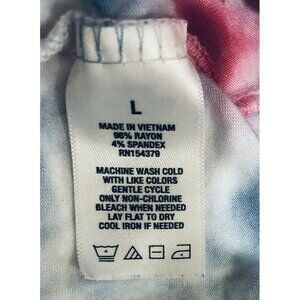 L
MADE IN VIETNAM
96% RAYON
4% SPANDEX
RN154379
MACHINE WASH COLD
WITH LIKE COLORS
GENTLE CYCLE
ONLY NON-CHLORINE
BLEACH WHEN NEEDED
LAY FLAT TO DRY
COOL IRON IF NEEDED